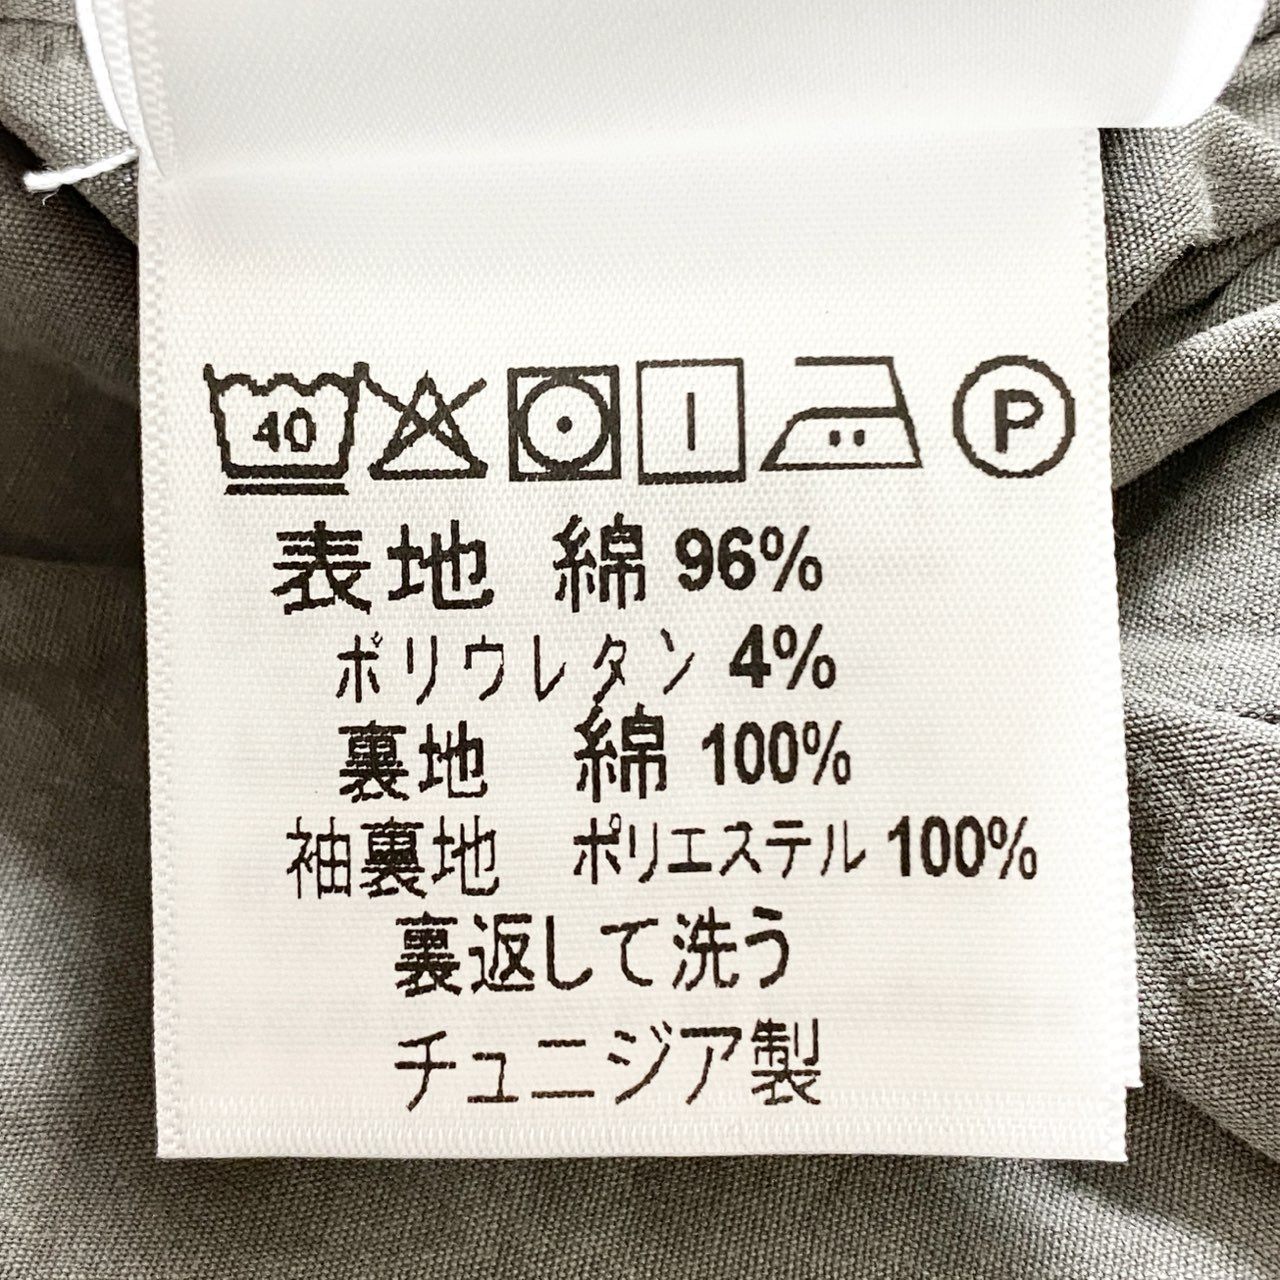 40 P
表地 綿 96%
ポリウレタン 4%
裏地 綿 100%
袖裏地 ポリエステル 100%
裏返して洗う
チュニジア製